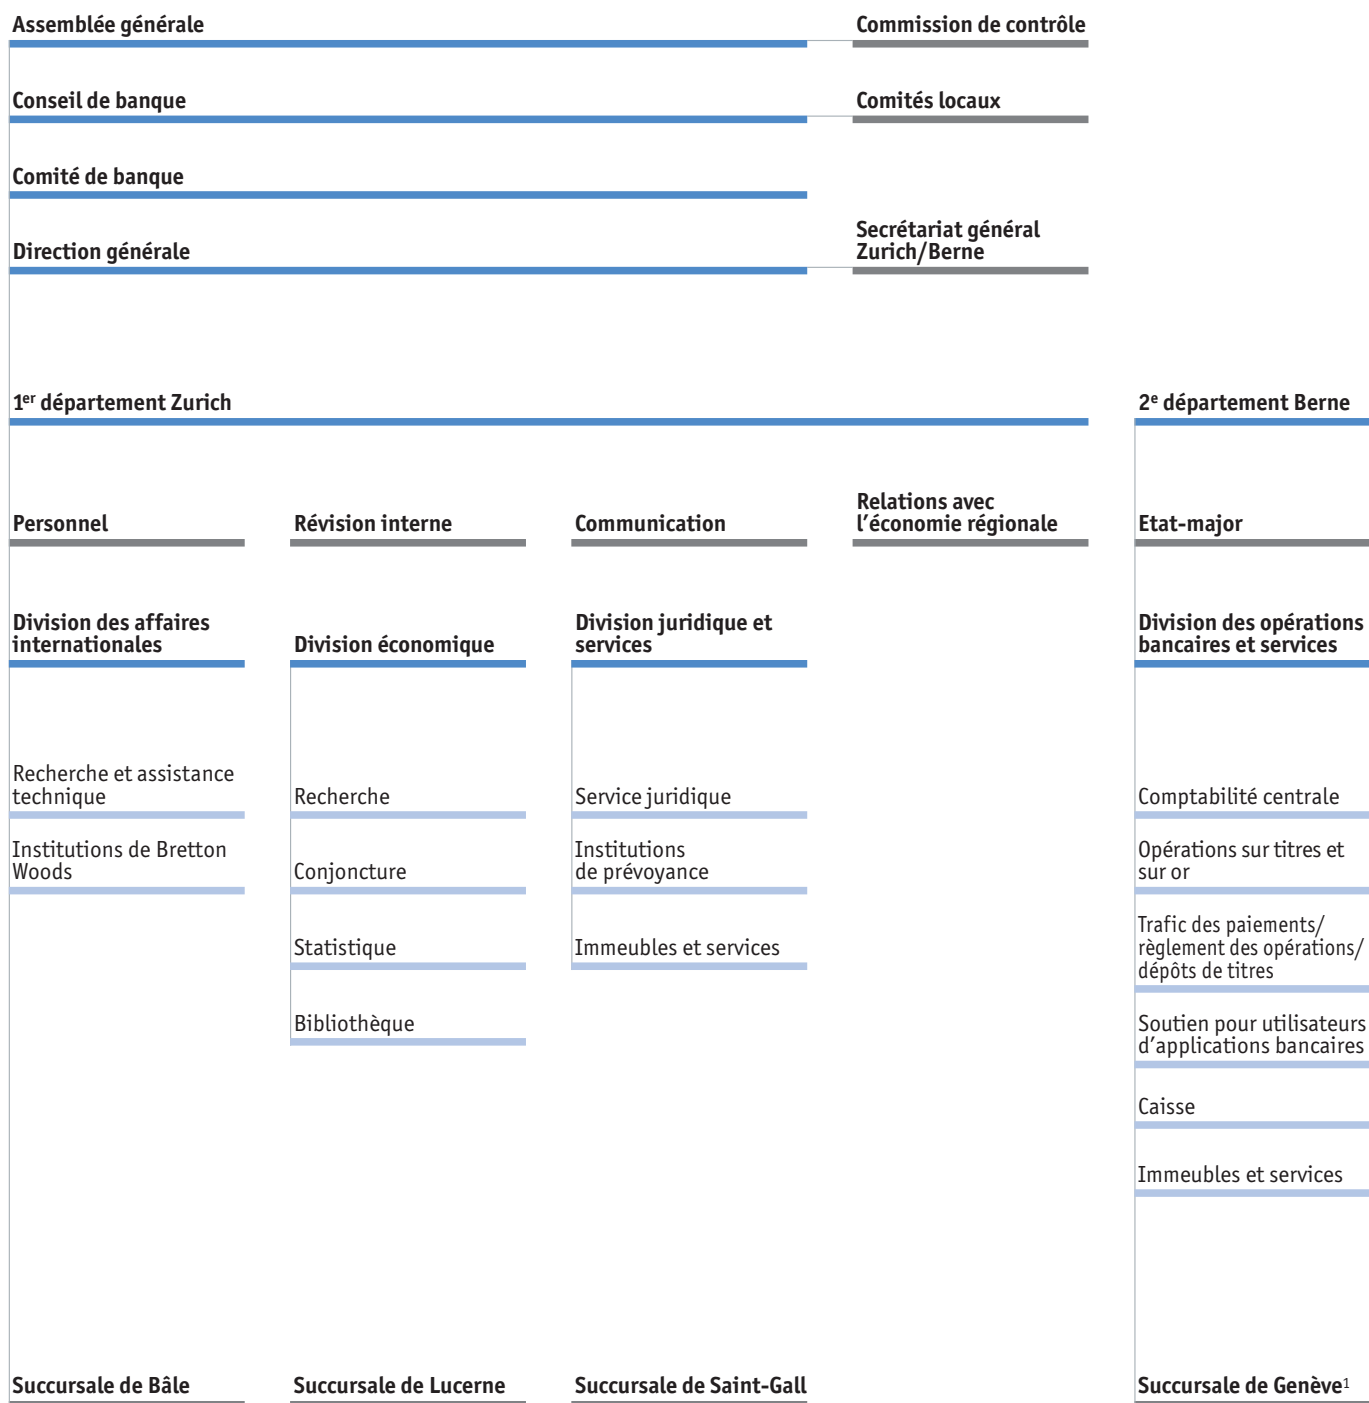 Assemblée générale
Commission de contrôle
Conseil de banque
Comités locaux
Comité de banque
Direction générale
Secrétariat général
Zurich/Berne
1er département Zurich
2e département Berne
Personnel
Révision interne
Communication
Relations avec
l'économie régionale
Etat-major
Division des affaires
internationales
Division économique
Division juridique et
services
Division des opérations
bancaires et services
Recherche et assistance
technique
Recherche
Service juridique
Comptabilité centrale
Institutions de Bretton
Woods
Conjoncture
Institutions
de prévoyance
Opérations sur titres et
sur or
Statistique
Immeubles et services
Trafic des paiements/
règlement des opérations/
dépôts de titres
Bibliothèque
Soutien pour utilisateurs
d'applications bancaires
Caisse
Immeubles et services
Succursale de Bâle
Succursale de Lucerne
Succursale de Saint-Gall
Succursale de Genève1